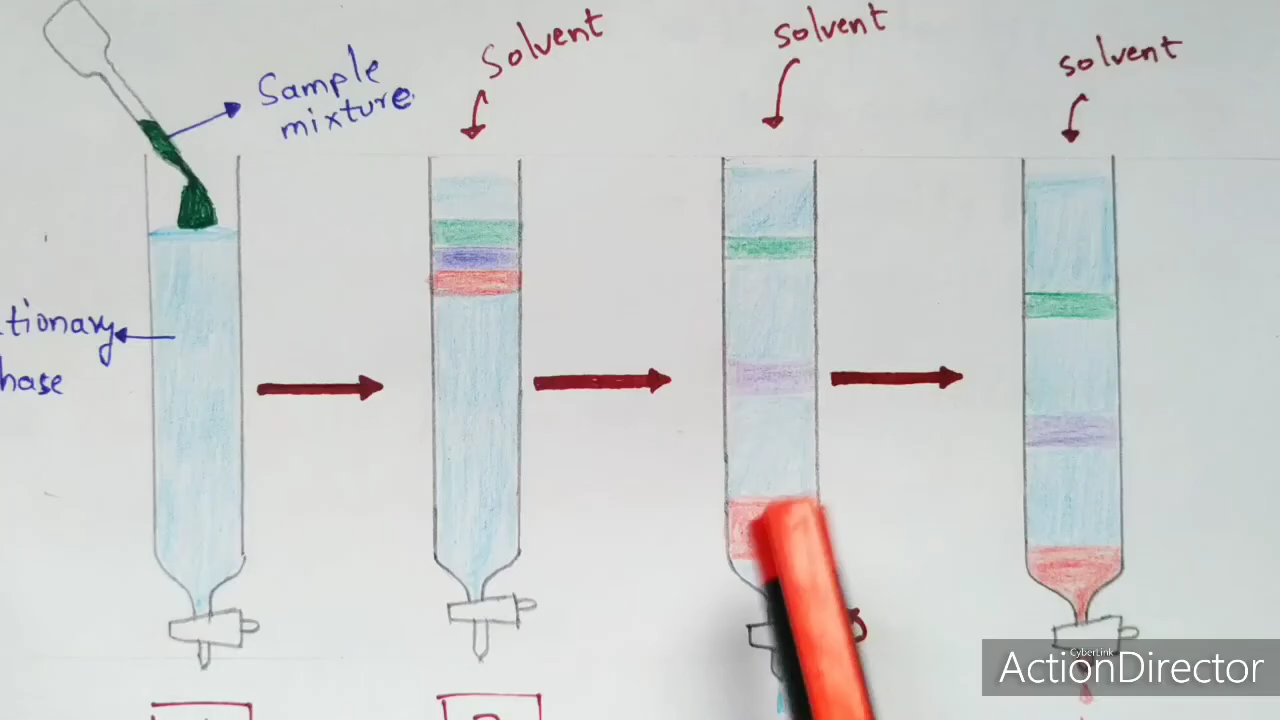 Sample
mixture
solvent
solvent
solvent
tionary
hase
CyberLink
ActionDirector